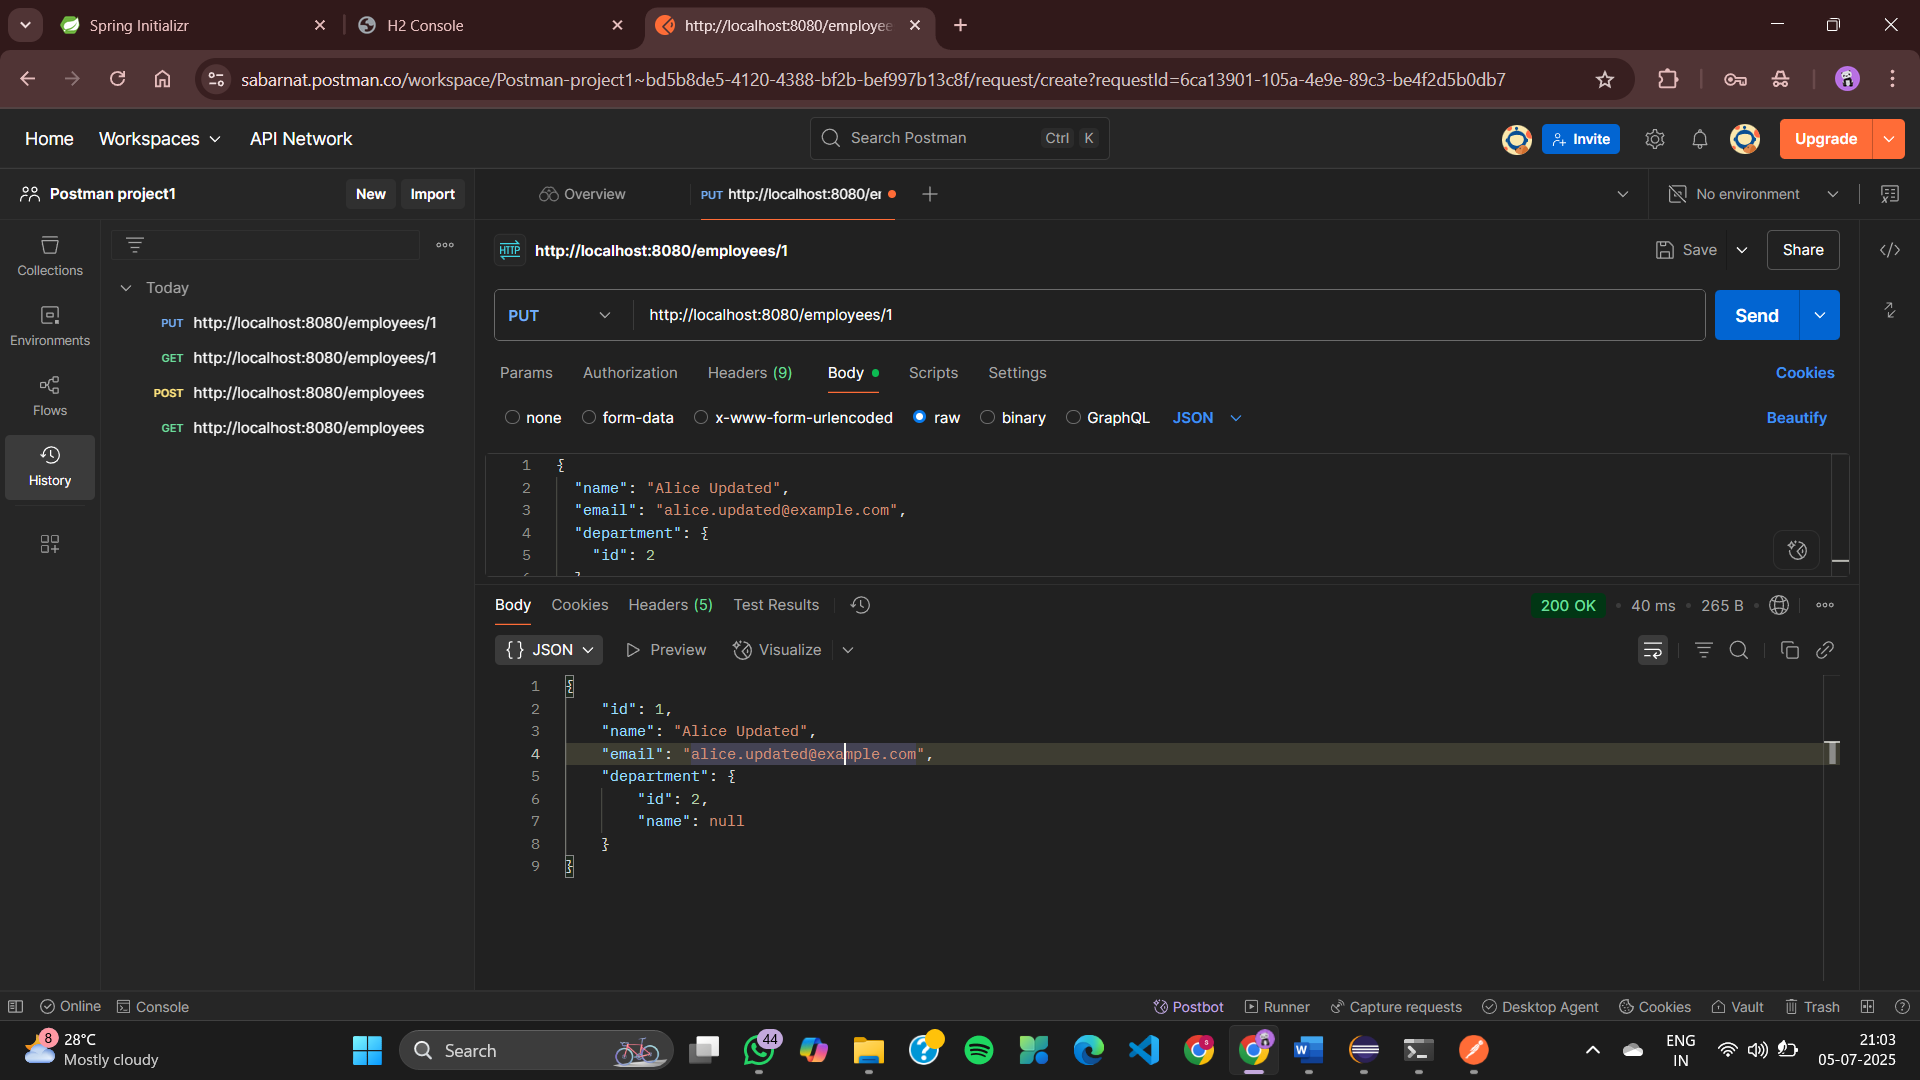 Spring Initializr
H2 Console
http://localhost:8080/employee
sabarnat.postman.co/workspace/Postman-project1~bd5b8de5-4120-4388-bf2b-bef997b13c8f/request/create?requestId=6ca13901-105a-4e9e-89c3-be4f2d5b0db7
Home
Workspaces
API Network
Search Postman
Ctrl K
Invite
Upgrade
Postman project1
New
Import
Overview
PUT http://localhost:8080/er
No environment
Collections
Environments
Flows
History
Today
PUT http://localhost:8080/employees/1
GET http://localhost:8080/employees/1
POST http://localhost:8080/employees
GET http://localhost:8080/employees
HTTP http://localhost:8080/employees/1
Save
Share
PUT http://localhost:8080/employees/1
Send
Params Authorization Headers (9) Body Scripts Settings
Cookies
none form-data x-www-form-urlencoded raw binary GraphQL JSON
Beautify
1 {
2 "name": "Alice Updated",
3 "email": "alice.updated@example.com",
4 "department": {
5 "id": 2
Body Cookies Headers (5) Test Results
200 OK 40 ms 265 B
{} JSON Preview Visualize
1 {
2 "id": 1,
3 "name": "Alice Updated",
4 "email": "alice.updated@example.com",
5 "department": {
6 "id": 2,
7 "name": null
8 }
9 }
Online Console
Postbot Runner Capture requests Desktop Agent Cookies Vault Trash
8
28°C
Mostly cloudy
Search
44
8
ENG
IN
21:03
05-07-2025